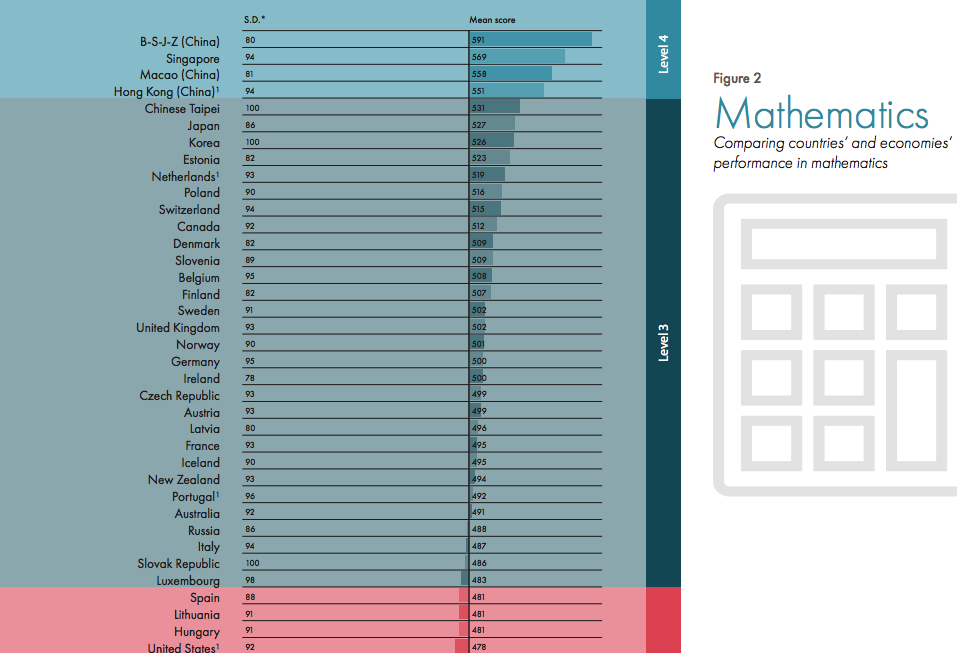 S.D.* Mean score
B-S-J-Z (China) 80 591
Singapore 94 569
Macao (China) 81 558
Hong Kong (China)¹ 94 551
Chinese Taipei 100 531
Japan 86 527
Korea 100 526
Estonia 82 523
Netherlands¹ 93 519
Poland 90 516
Switzerland 94 515
Canada 92 512
Denmark 82 509
Slovenia 89 509
Belgium 95 508
Finland 82 507
Sweden 91 502
United Kingdom 93 502
Norway 90 501
Germany 95 500
Ireland 78 500
Czech Republic 93 499
Austria 93 499
Latvia 80 496
France 93 495
Iceland 90 495
New Zealand 93 494
Portugal¹ 96 492
Australia 92 491
Russia 86 488
Italy 94 487
Slovak Republic 100 486
Luxembourg 98 483
Spain 88 481
Lithuania 91 481
Hungary 91 481
United States¹ 92 478
Level 4
Level 3
Figure 2
Mathematics
Comparing countries’ and economies’
performance in mathematics